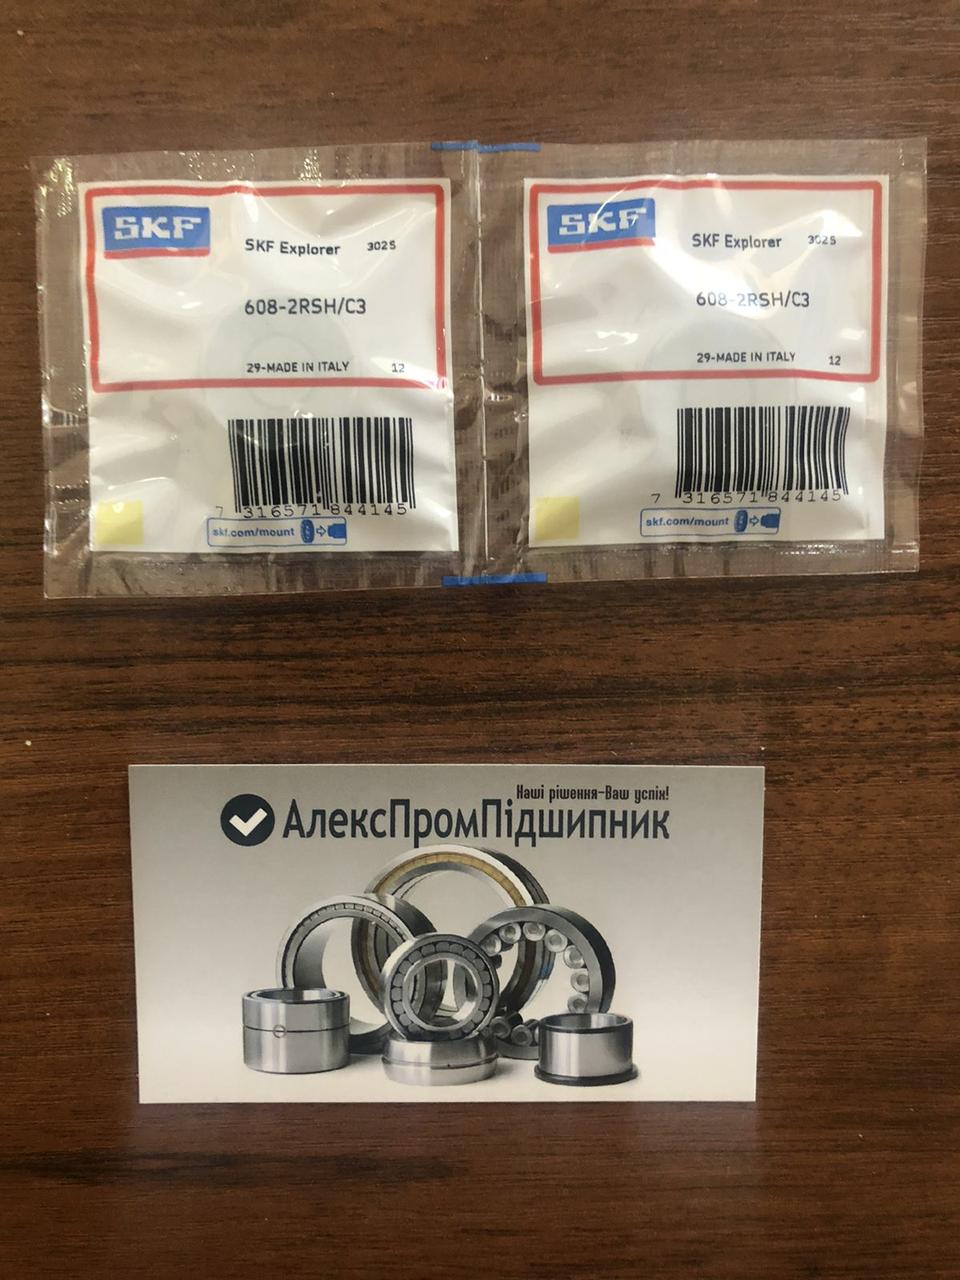 SKF
SKF Explorer 302S
608-2RSH/C3
29-MADE IN ITALY 12
7 316571 844145
skf.com/mount
SKF
SKF Explorer 302S
608-2RSH/C3
29-MADE IN ITALY 12
7 316571 844145
skf.com/mount
Наші рішення-Ваш успіх!
АлексПромПідшипник